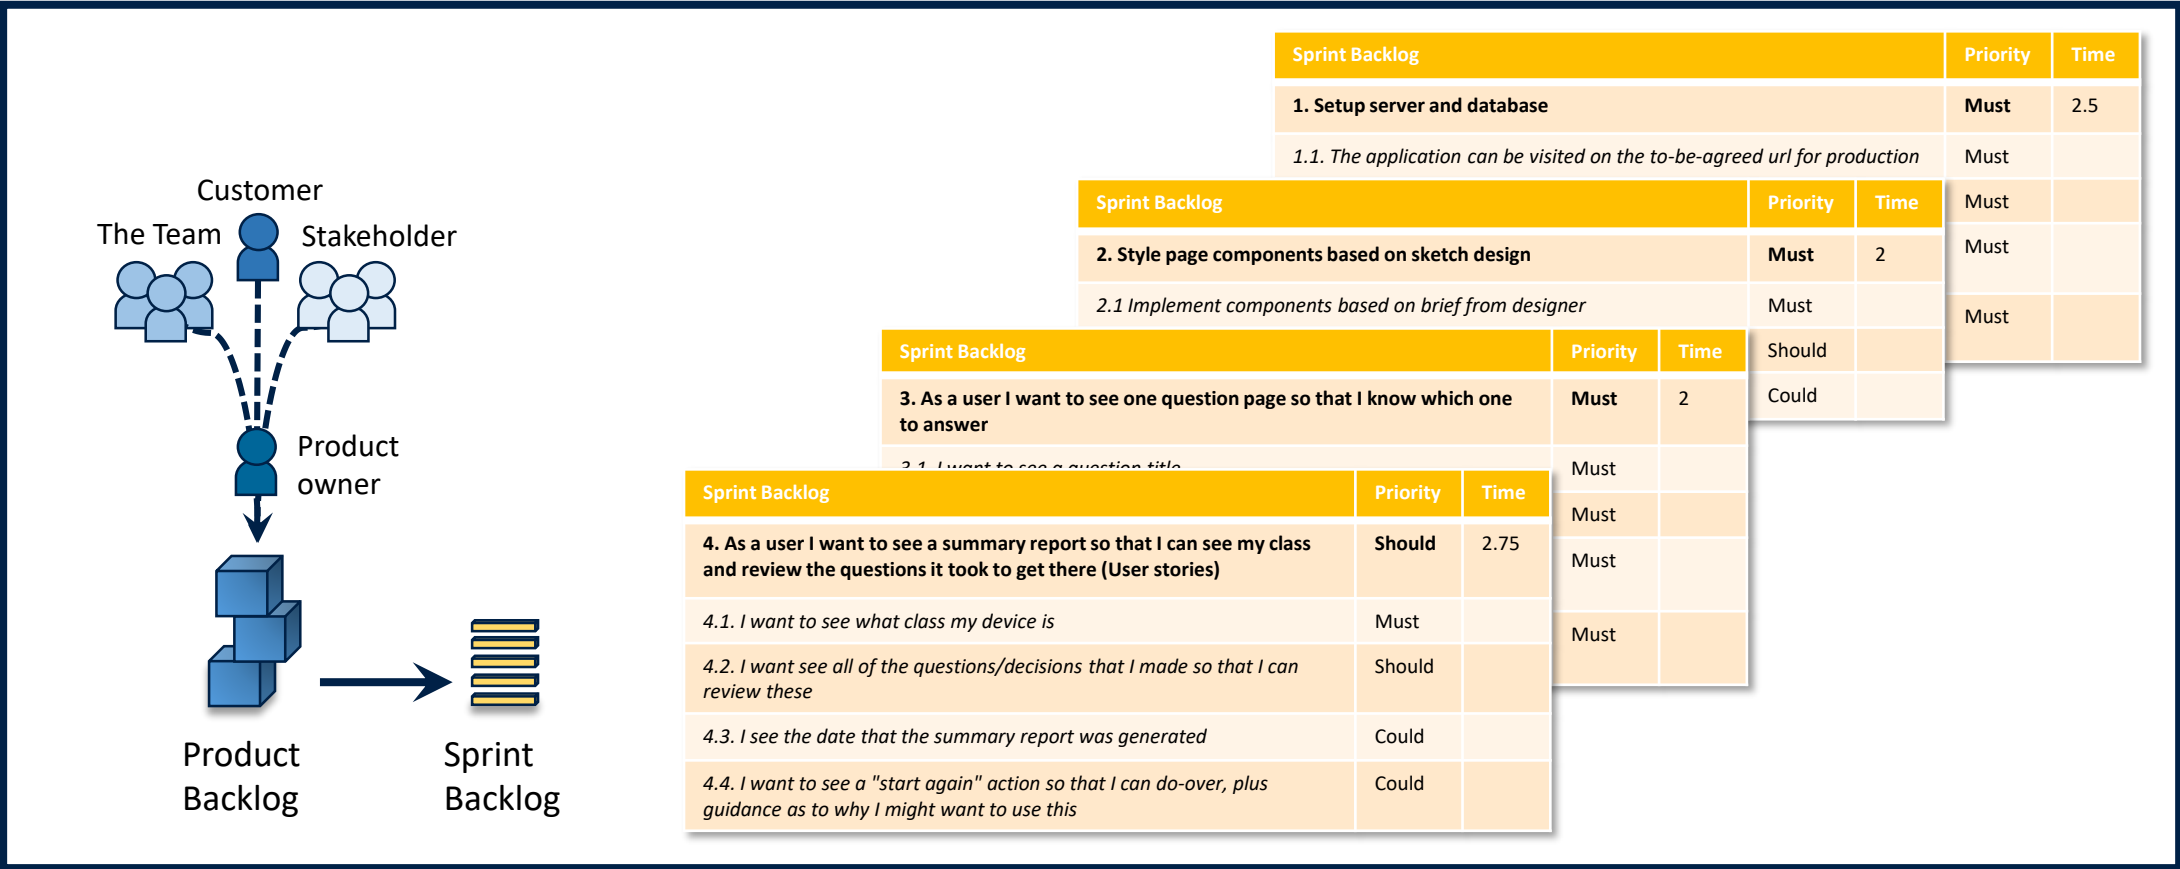 Customer
The Team
Stakeholder
Product
owner
Product
Backlog
Sprint
Backlog
Sprint Backlog Priority Time
1. Setup server and database Must 2.5
1.1. The application can be visited on the to-be-agreed url for production Must
Must
Must
Must
Sprint Backlog Priority Time
2. Style page components based on sketch design Must 2
2.1 Implement components based on brief from designer Must
Should
Could
Sprint Backlog Priority Time
3. As a user I want to see one question page so that I know which one Must 2
to answer
3.1. I want to see a question title Must
Must
Must
Must
Sprint Backlog Priority Time
4. As a user I want to see a summary report so that I can see my class Should 2.75
and review the questions it took to get there (User stories)
4.1. I want to see what class my device is Must
4.2. I want see all of the questions/decisions that I made so that I can Should
review these
4.3. I see the date that the summary report was generated Could
4.4. I want to see a "start again" action so that I can do-over, plus Could
guidance as to why I might want to use this